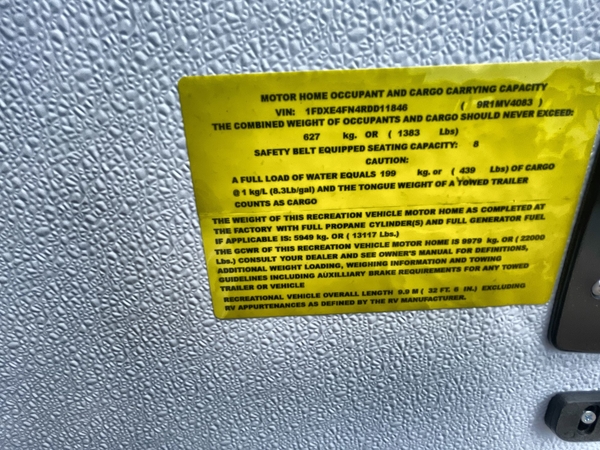 MOTOR HOME OCCUPANT AND CARGO CARRYING CAPACITY
VIN: 1FDXE4FN4RDD11846 ( 9R1MV4083 )
THE COMBINED WEIGHT OF OCCUPANTS AND CARGO SHOULD NEVER EXCEED:
627 kg. OR ( 1383 Lbs)
SAFETY BELT EQUIPPED SEATING CAPACITY: 8
CAUTION:
A FULL LOAD OF WATER EQUALS 199 kg. or ( 439 Lbs) OF CARGO
@ 1 kg/L (8.3Lb/gal) AND THE TONGUE WEIGHT OF A TOWED TRAILER
COUNTS AS CARGO
THE WEIGHT OF THIS RECREATION VEHICLE MOTOR HOME AS COMPLETED AT
THE FACTORY WITH FULL PROPANE CYLINDER(S) AND FULL GENERATOR FUEL
IF APPLICABLE IS: 5949 kg. OR ( 13117 Lbs.)
THE GCWR OF THIS RECREATION VEHICLE MOTOR HOME IS 9979 kg. OR ( 22000
Lbs.) CONSULT YOUR DEALER AND SEE OWNER'S MANUAL FOR DEFINITIONS,
ADDITIONAL WEIGHT LOADING, WEIGHING INFORMATION AND TOWING
GUIDELINES INCLUDING AUXILLIARY BRAKE REQUIREMENTS FOR ANY TOWED
TRAILER OR VEHICLE
RECREATIONAL VEHICLE OVERALL LENGTH 9.9 M ( 32 FT. 6 IN.) EXCLUDING
RV APPURTENANCES AS DEFINED BY THE RV MANUFACTURER.